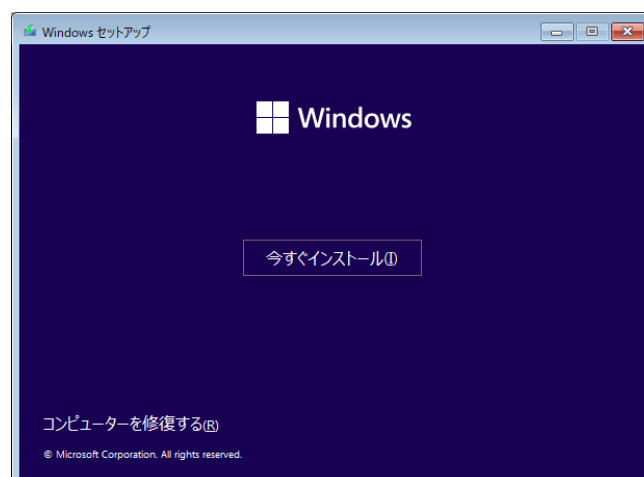 Windows セットアップ
Windows
今すぐインストール(I)
コンピューターを修復する(R)
© Microsoft Corporation. All rights reserved.